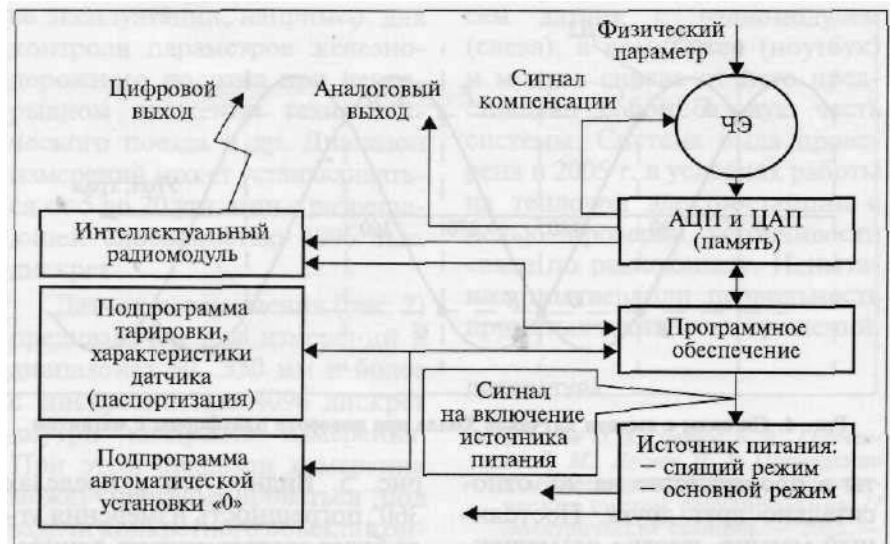 Физический
параметр
Цифровой
выход
Аналоговый
выход
Сигнал
компенсации
ЧЭ
Интеллектуальный
радиомодуль
АЦП и ЦАП
(память)
Подпрограмма
тарировки,
характеристики
датчика
(паспортизация)
Программное
обеспечение
Сигнал
на включение
источника
питания
Подпрограмма
автоматической
установки «0»
Источник питания:
— спящий режим
— основной режим